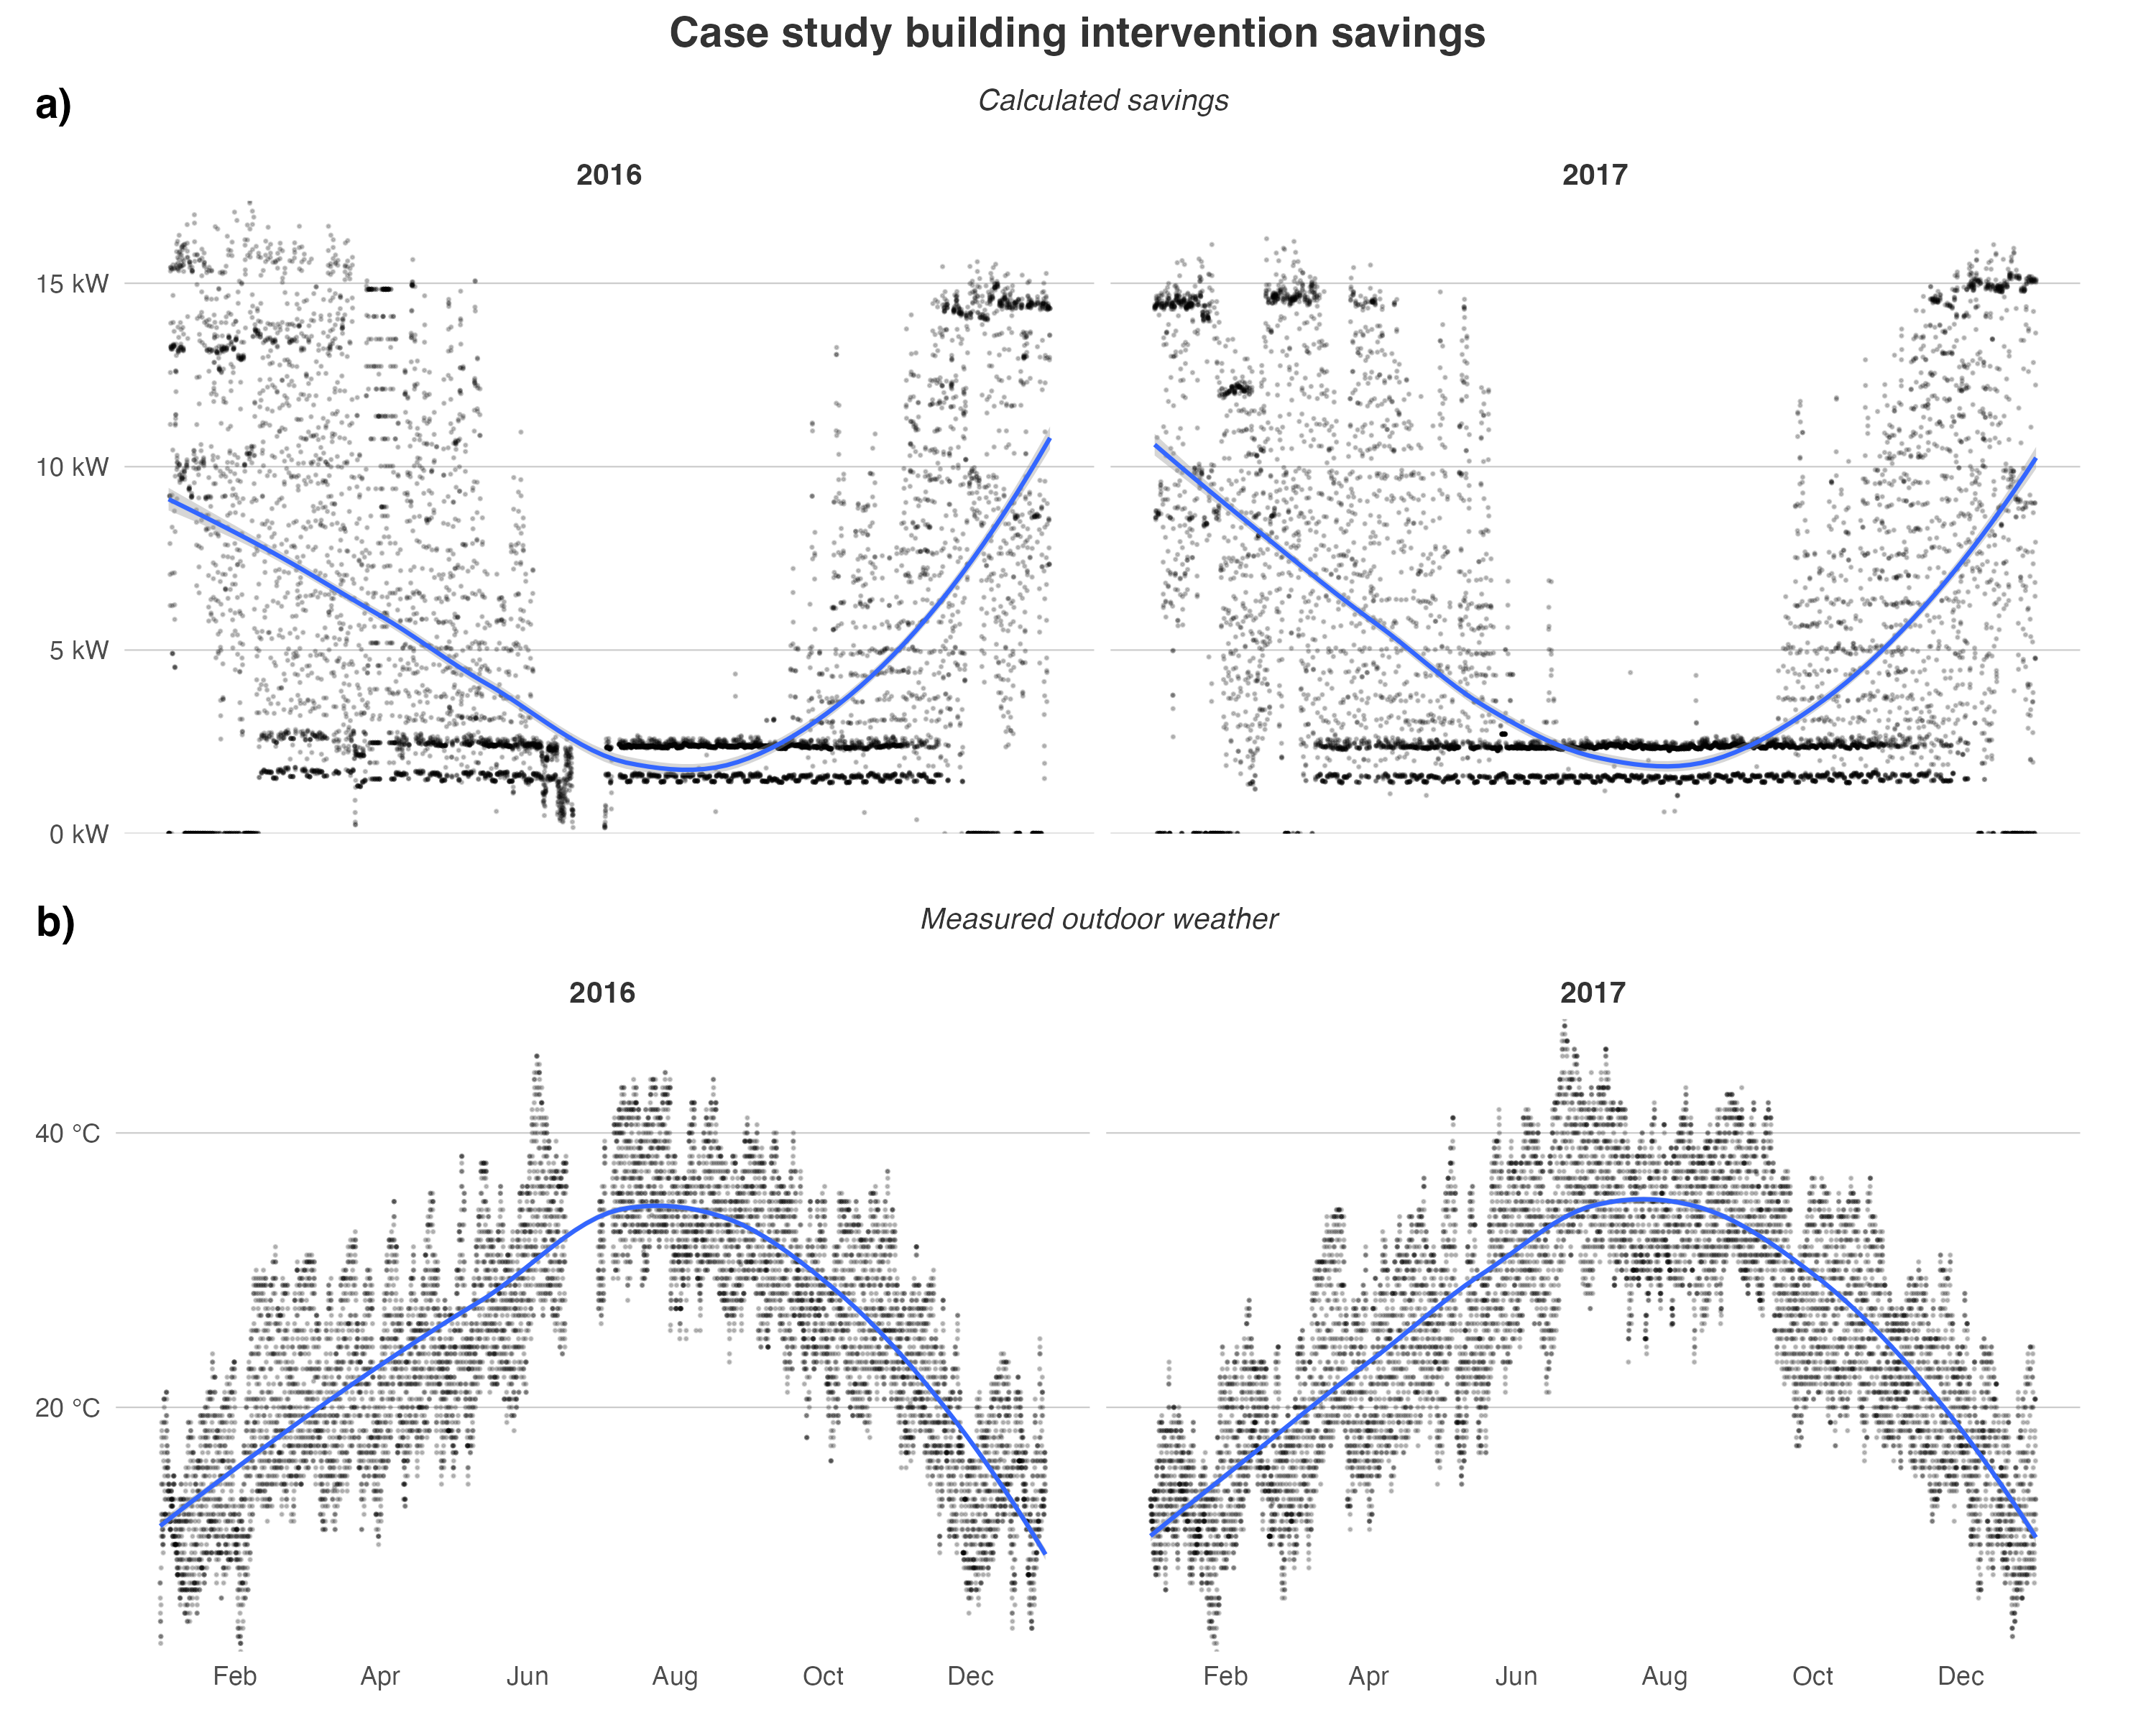 Case study building intervention savings
a)
Calculated savings
2016
2017
15 kW
10 kW
5 kW
0 kW
b)
Measured outdoor weather
2016
2017
40 °C
20 °C
Feb Apr Jun Aug Oct Dec Feb Apr Jun Aug Oct Dec